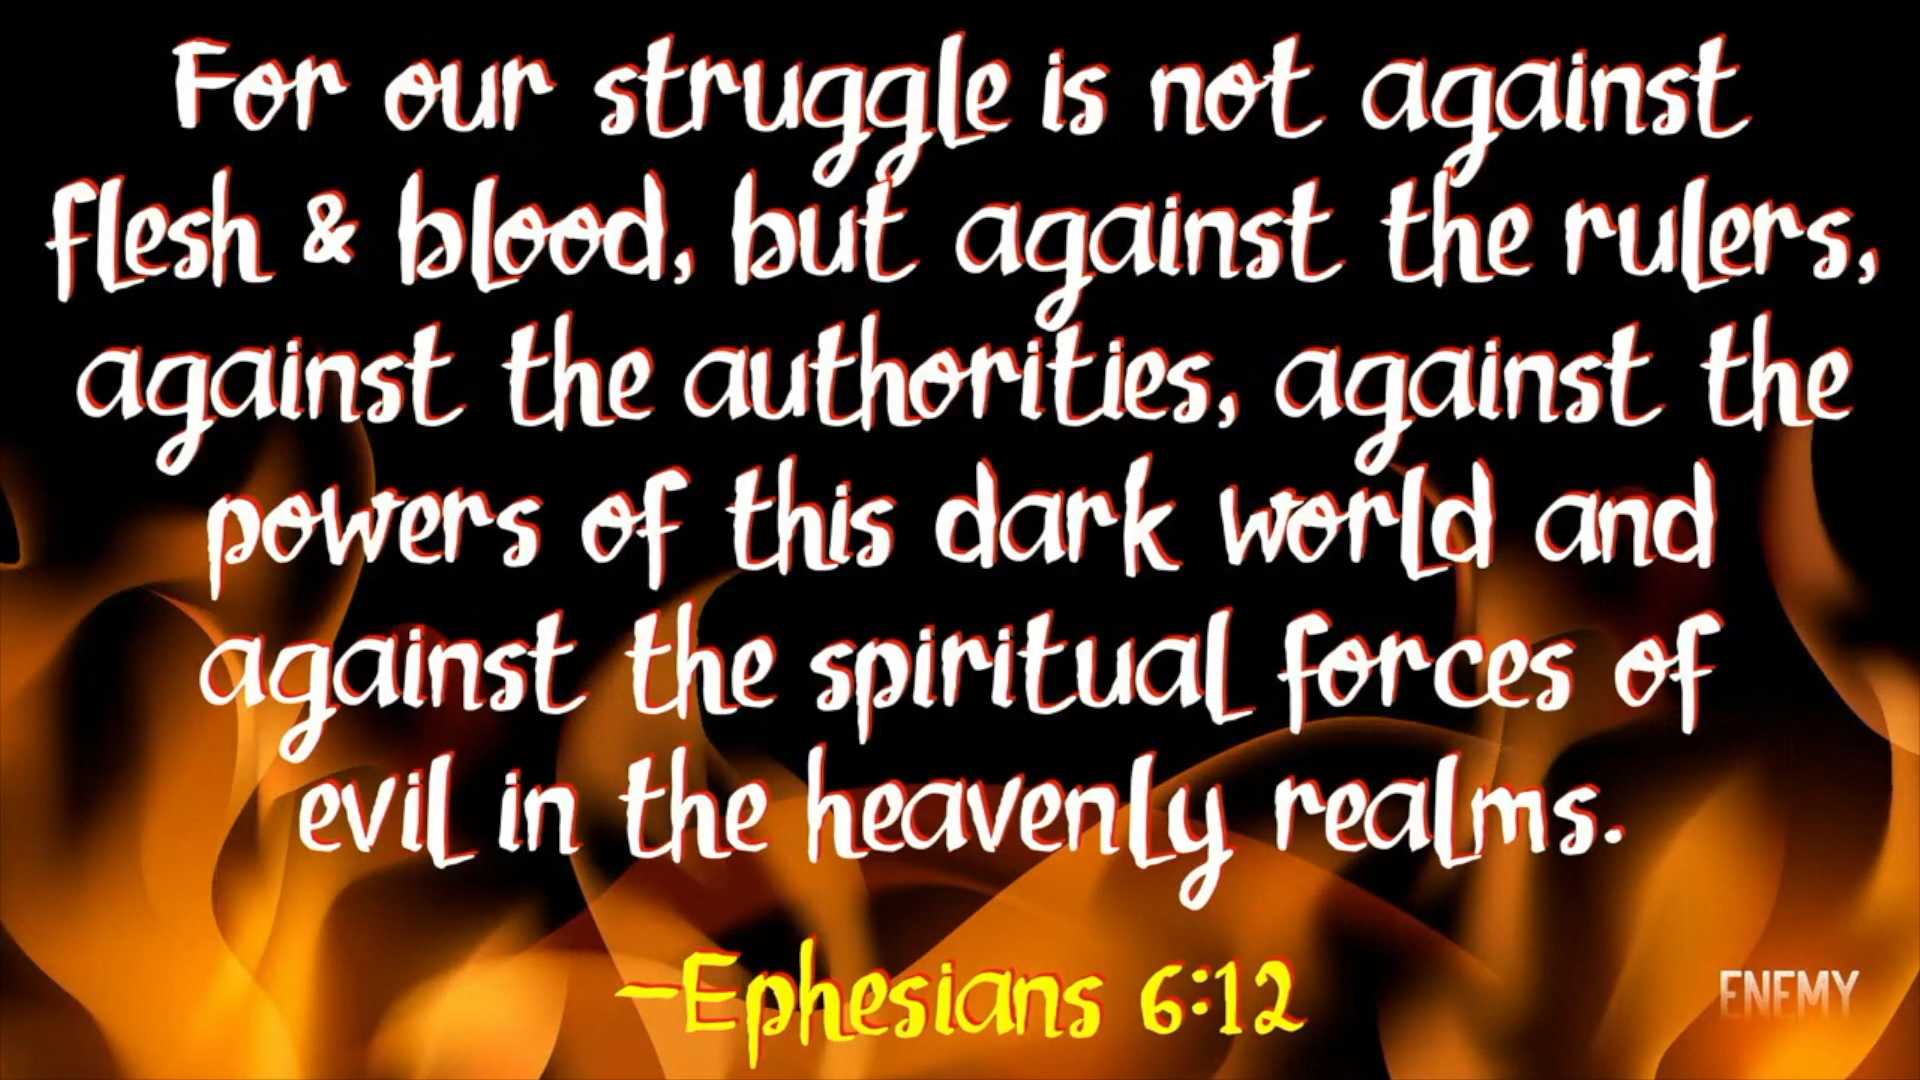 For our struggle is not against
flesh & blood, but against the rulers,
against the authorities, against the
powers of this dark world and
against the spiritual forces of
evil in the heavenly realms.
-Ephesians 6:12
ENEMY